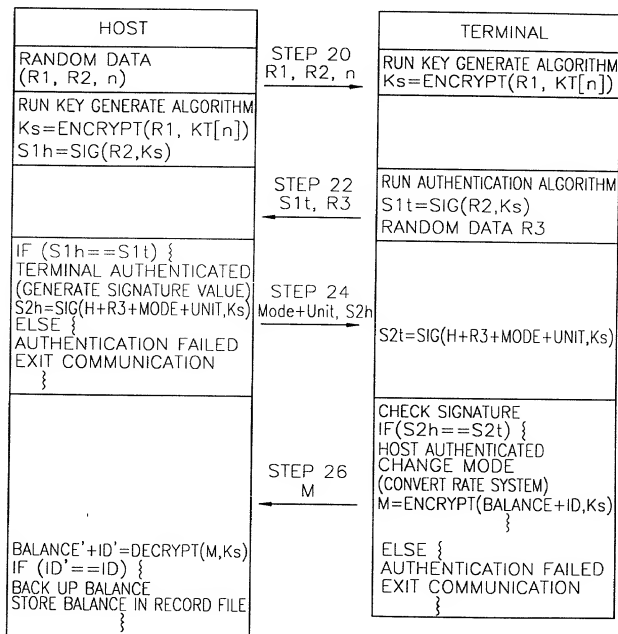 HOST
TERMINAL
RANDOM DATA
(R1, R2, n)
STEP 20
R1, R2, n
RUN KEY GENERATE ALGORITHM
Ks=ENCRYPT(R1, KT[n])
RUN KEY GENERATE ALGORITHM
Ks=ENCRYPT(R1, KT[n])
S1h=SIG(R2,Ks)
STEP 22
S1t, R3
RUN AUTHENTICATION ALGORITHM
S1t=SIG(R2,Ks)
RANDOM DATA R3
IF (S1h==S1t) {
TERMINAL AUTHENTICATED
(GENERATE SIGNATURE VALUE)
S2h=SIG(H+R3+MODE+UNIT,Ks)
ELSE {
AUTHENTICATION FAILED
EXIT COMMUNICATION
}
STEP 24
Mode+Unit, S2h
S2t=SIG(H+R3+MODE+UNIT,Ks)
CHECK SIGNATURE
IF(S2h==S2t) {
HOST AUTHENTICATED
CHANGE MODE
(CONVERT RATE SYSTEM)
M=ENCRYPT(BALANCE+ID,Ks)
}
ELSE {
AUTHENTICATION FAILED
EXIT COMMUNICATION
}
STEP 26
M
BALANCE'+ID'=DECRYPT(M,Ks)
IF (ID'==ID) {
BACK UP BALANCE
STORE BALANCE IN RECORD FILE
}